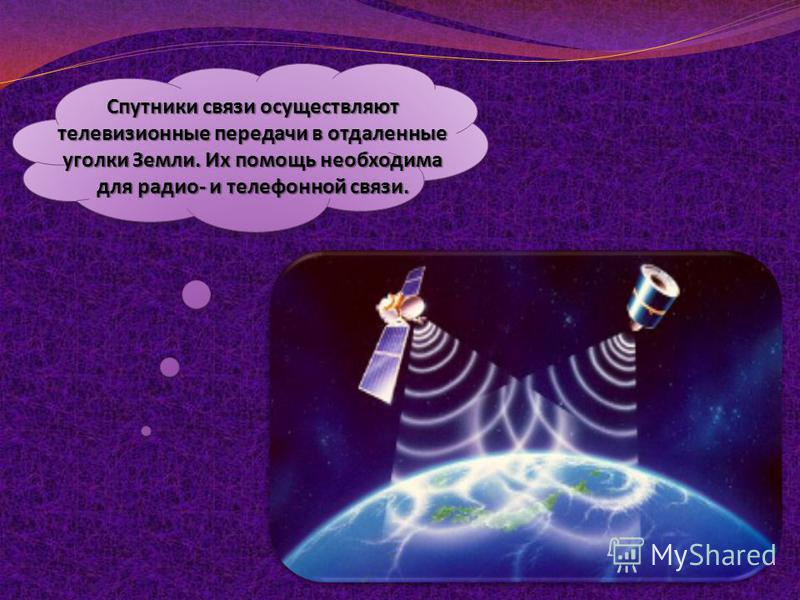 Спутники связи осуществляют
телевизионные передачи в отдаленные
уголки Земли. Их помощь необходима
для радио- и телефонной связи.
MyShared